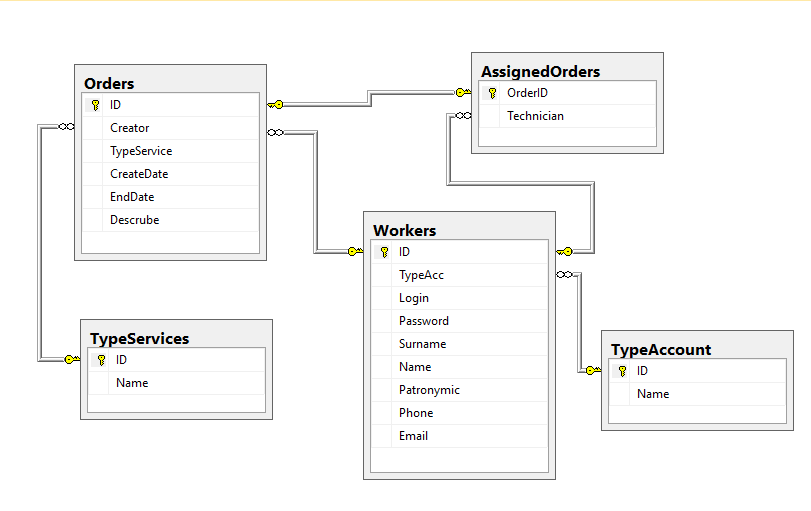 Orders
ID
Creator
TypeService
CreateDate
EndDate
Descrube
AssignedOrders
OrderID
Technician
Workers
ID
TypeAcc
Login
Password
Surname
Name
Patronymic
Phone
Email
TypeServices
ID
Name
TypeAccount
ID
Name